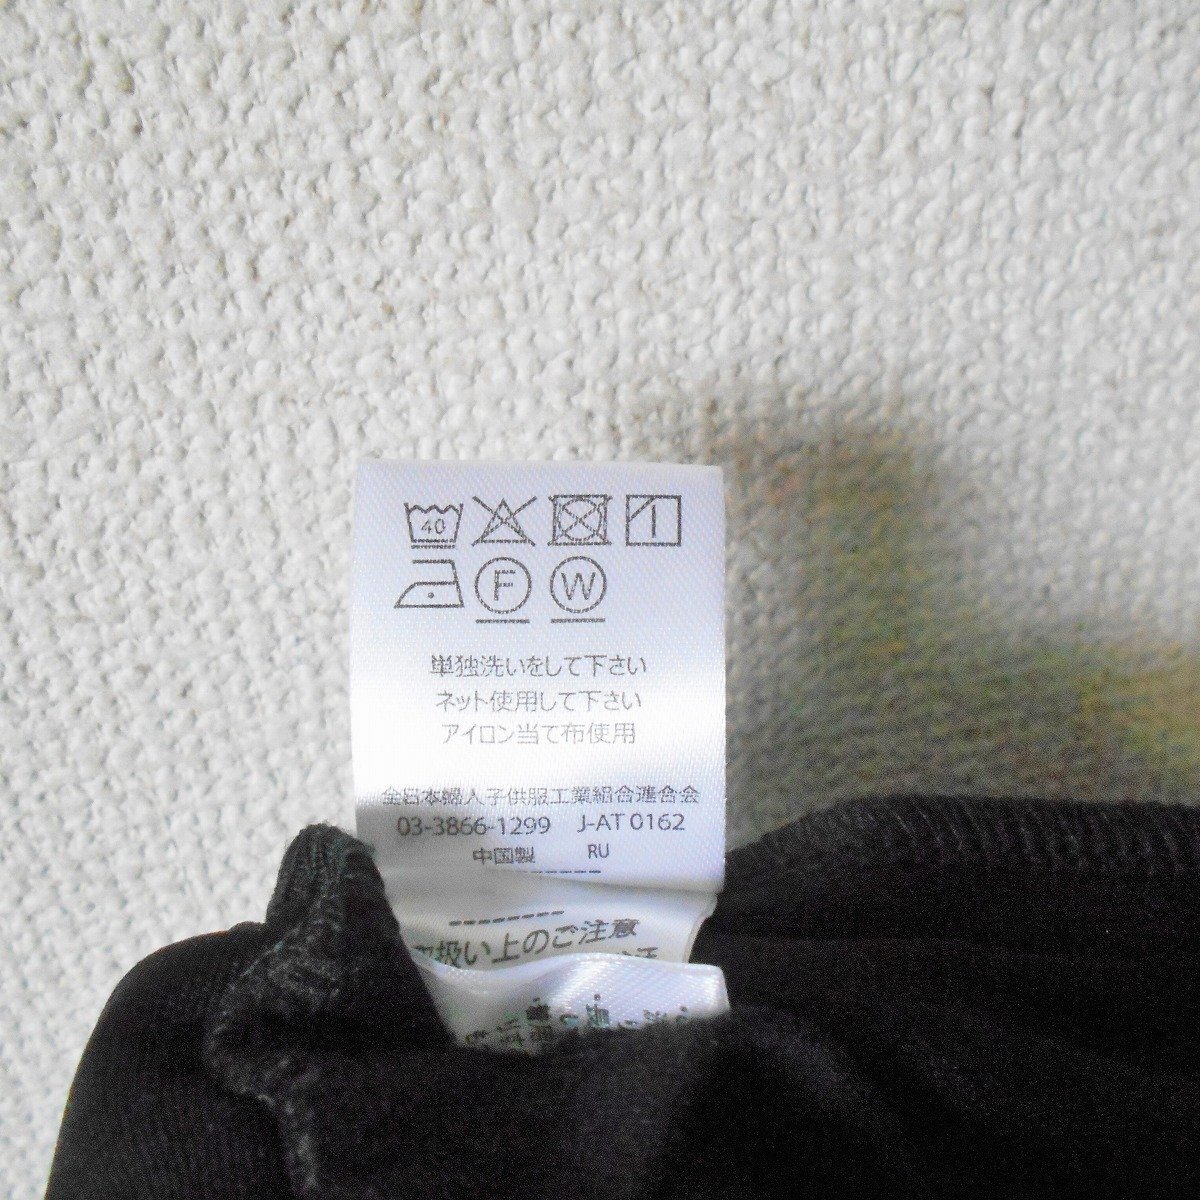 40
F W
単独洗いをして下さい
ネット使用して下さい
アイロン当て布使用
全日本婦人子供服工業組合連合会
03-3866-1299 J-AT 0162
中国製 RU
扱い上のご注意